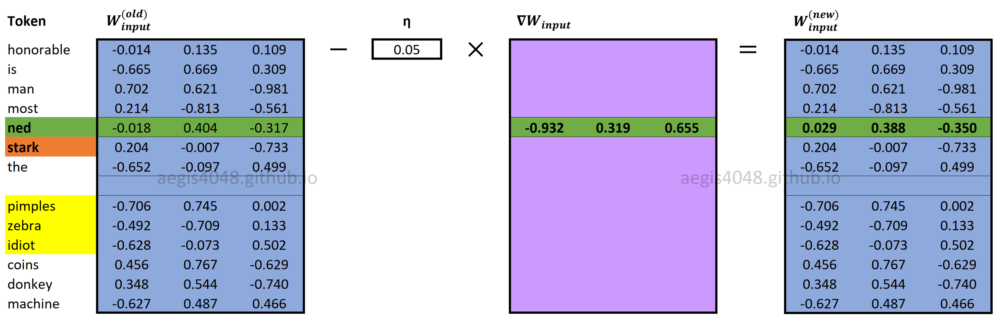 Token W_input^(old) η ∇W_input W_input^(new)
honorable -0.014 0.135 0.109 − 0.05 × = -0.014 0.135 0.109
is -0.665 0.669 0.309 -0.665 0.669 0.309
man 0.702 0.621 -0.981 0.702 0.621 -0.981
most 0.214 -0.813 -0.561 0.214 -0.813 -0.561
ned -0.018 0.404 -0.317 -0.932 0.319 0.655 0.029 0.388 -0.350
stark 0.204 -0.007 -0.733 0.204 -0.007 -0.733
the -0.652 -0.097 0.499 -0.652 -0.097 0.499
aegis4048.github.io aegis4048.github.io
pimples -0.706 0.745 0.002 -0.706 0.745 0.002
zebra -0.492 -0.709 0.133 -0.492 -0.709 0.133
idiot -0.628 -0.073 0.502 -0.628 -0.073 0.502
coins 0.456 0.767 -0.629 0.456 0.767 -0.629
donkey 0.348 0.544 -0.740 0.348 0.544 -0.740
machine -0.627 0.487 0.466 -0.627 0.487 0.466